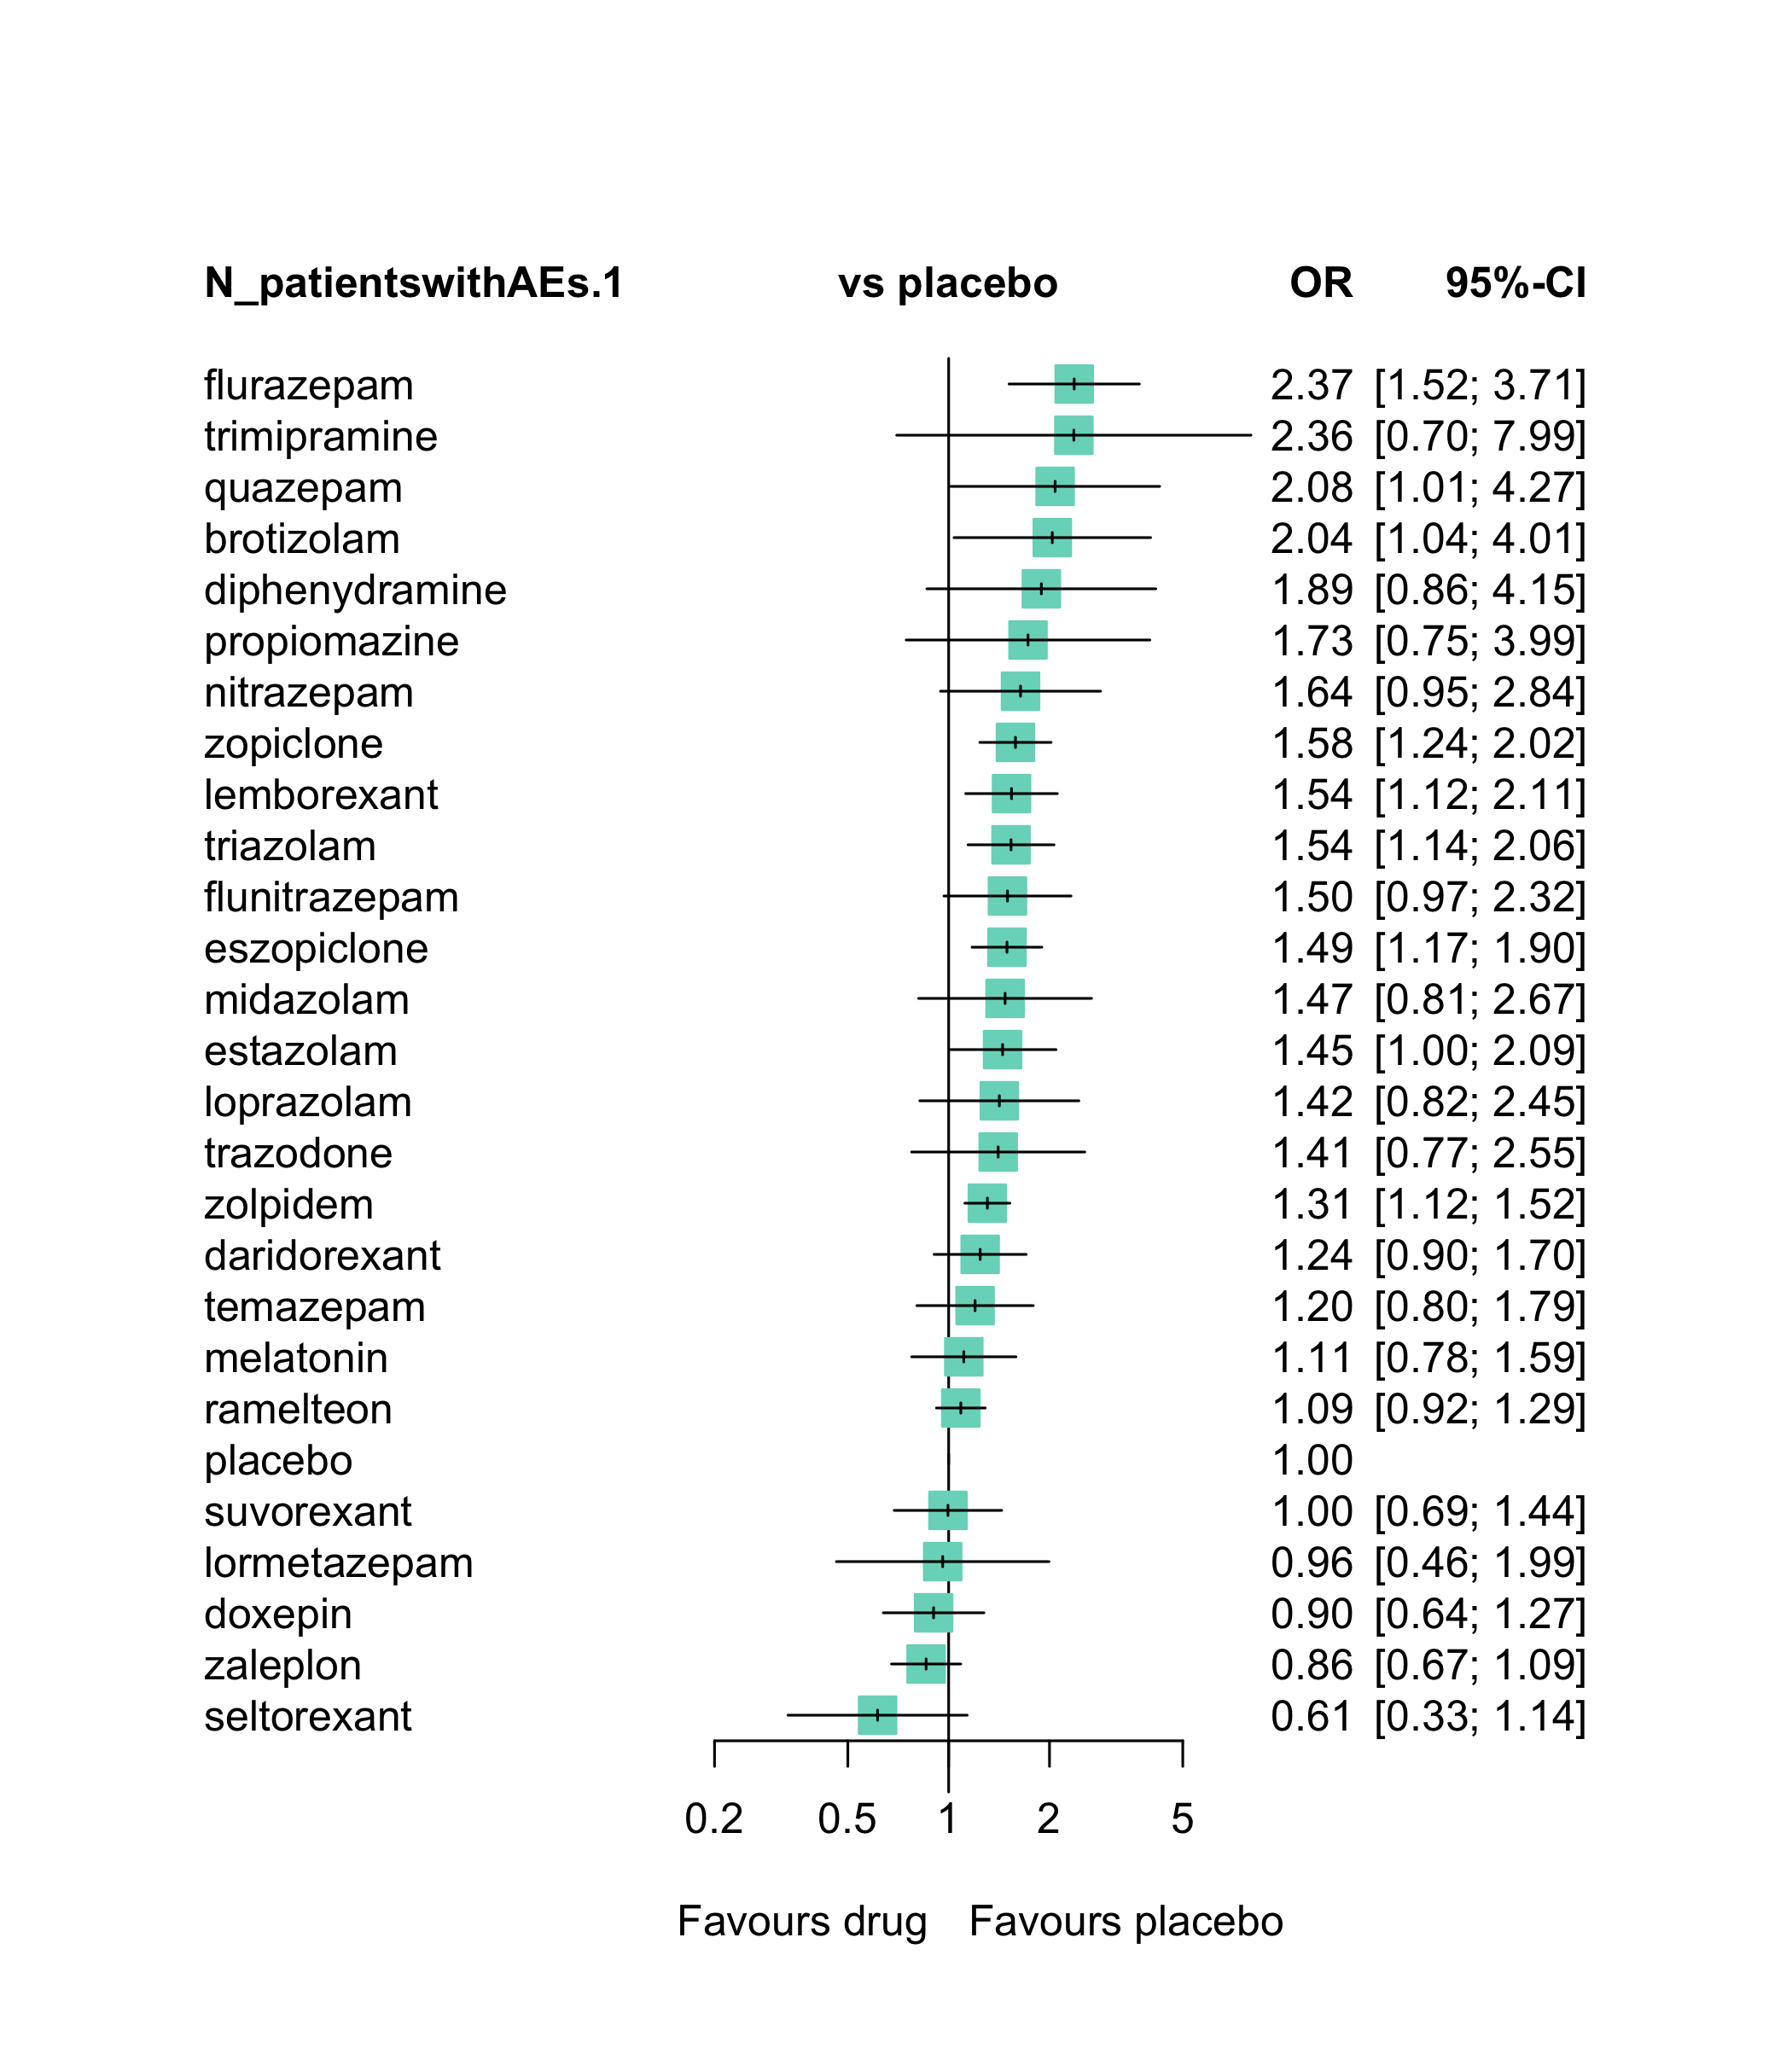 N_patientswithAEs.1 vs placebo OR 95%-CI
flurazepam 2.37 [1.52; 3.71]
trimipramine 2.36 [0.70; 7.99]
quazepam 2.08 [1.01; 4.27]
brotizolam 2.04 [1.04; 4.01]
diphenydramine 1.89 [0.86; 4.15]
propiomazine 1.73 [0.75; 3.99]
nitrazepam 1.64 [0.95; 2.84]
zopiclone 1.58 [1.24; 2.02]
lemborexant 1.54 [1.12; 2.11]
triazolam 1.54 [1.14; 2.06]
flunitrazepam 1.50 [0.97; 2.32]
eszopiclone 1.49 [1.17; 1.90]
midazolam 1.47 [0.81; 2.67]
estazolam 1.45 [1.00; 2.09]
loprazolam 1.42 [0.82; 2.45]
trazodone 1.41 [0.77; 2.55]
zolpidem 1.31 [1.12; 1.52]
daridorexant 1.24 [0.90; 1.70]
temazepam 1.20 [0.80; 1.79]
melatonin 1.11 [0.78; 1.59]
ramelteon 1.09 [0.92; 1.29]
placebo 1.00
suvorexant 1.00 [0.69; 1.44]
lormetazepam 0.96 [0.46; 1.99]
doxepin 0.90 [0.64; 1.27]
zaleplon 0.86 [0.67; 1.09]
seltorexant 0.61 [0.33; 1.14]
0.2 0.5 1 2 5
Favours drug Favours placebo